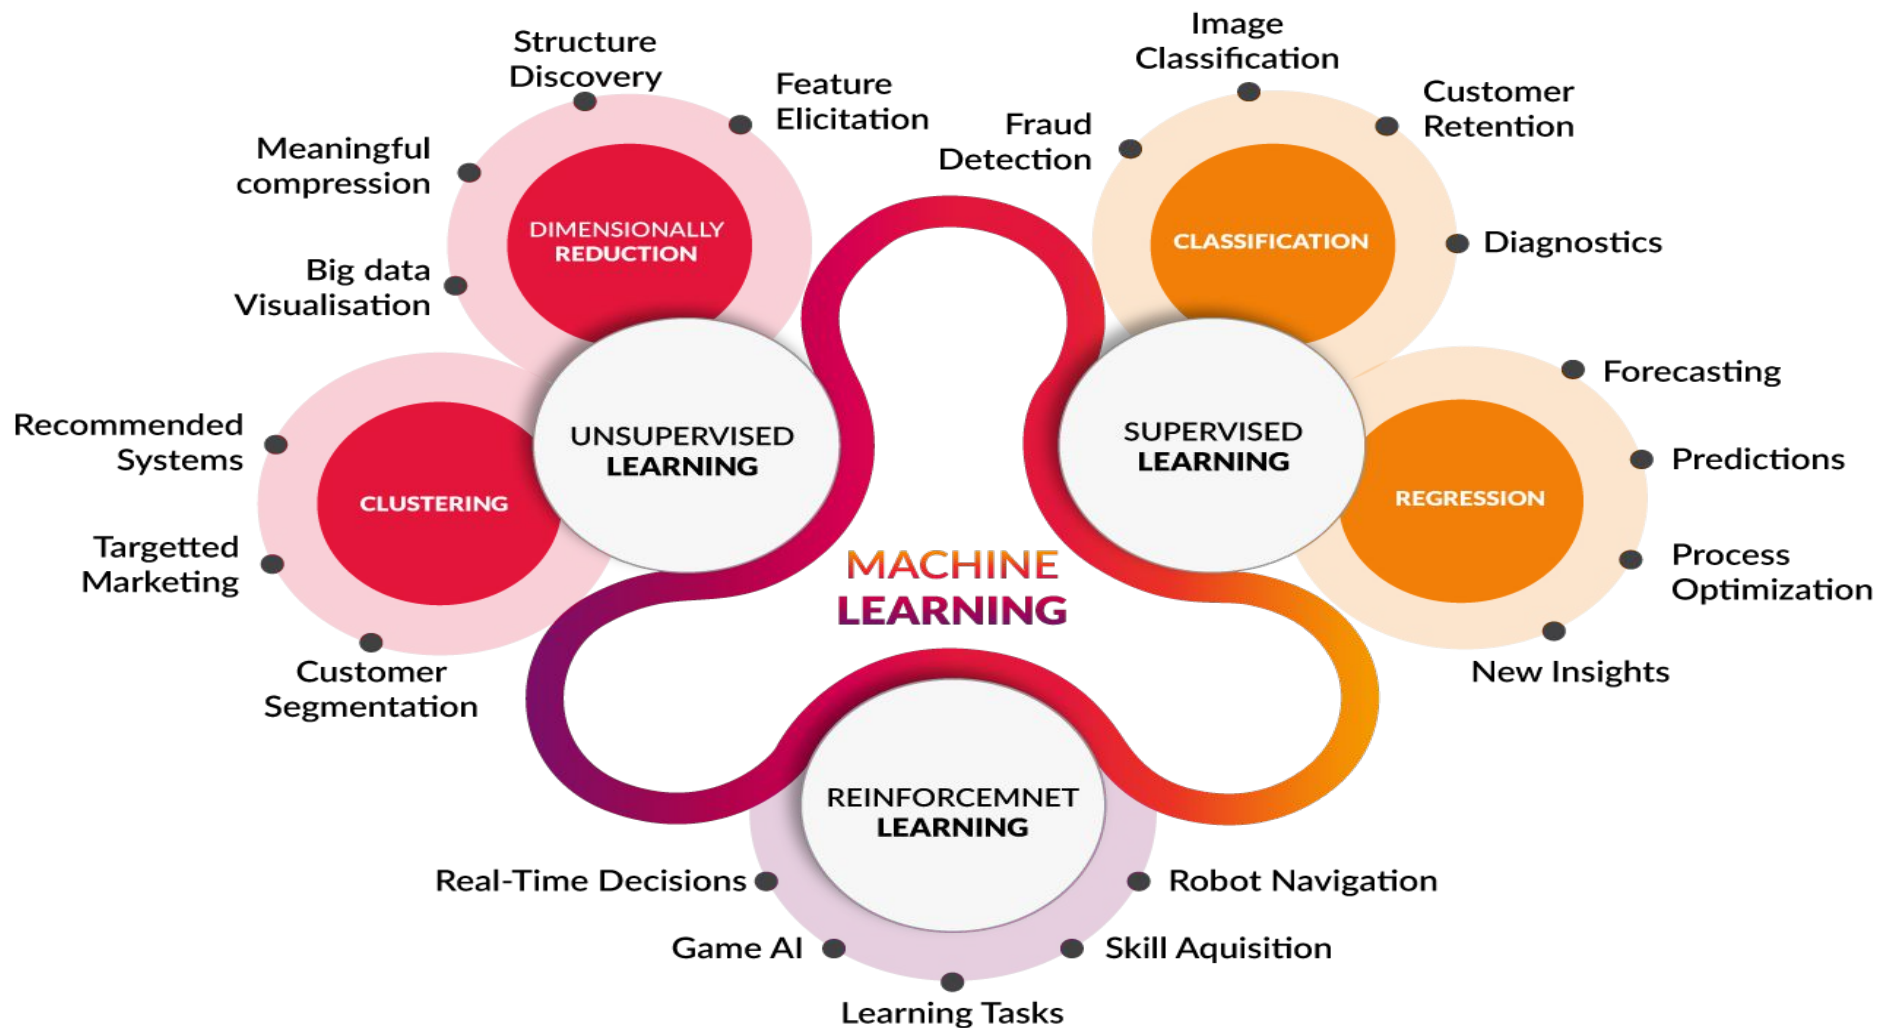 Structure
Discovery
Feature
Elicitation
Meaningful
compression
Big data
Visualisation
DIMENSIONALLY
REDUCTION
Recommended
Systems
Targetted
Marketing
Customer
Segmentation
CLUSTERING
UNSUPERVISED
LEARNING
Image
Classification
Customer
Retention
Fraud
Detection
Diagnostics
CLASSIFICATION
SUPERVISED
LEARNING
Forecasting
Predictions
Process
Optimization
New Insights
REGRESSION
MACHINE
LEARNING
REINFORCEMNET
LEARNING
Real-Time Decisions
Game AI
Learning Tasks
Skill Aquisition
Robot Navigation